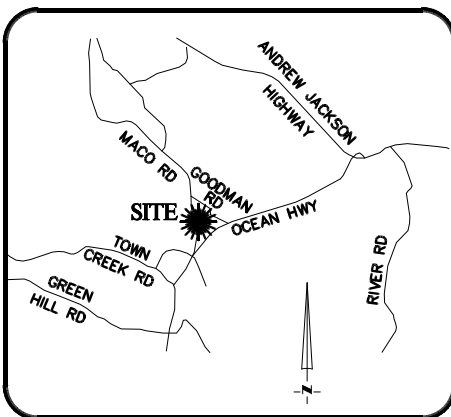 ANDREW JACKSON
HIGHWAY
MACO RD
GOODMAN
RD
SITE
OCEAN HWY
TOWN
CREEK RD
GREEN
HILL RD
RIVER RD
N